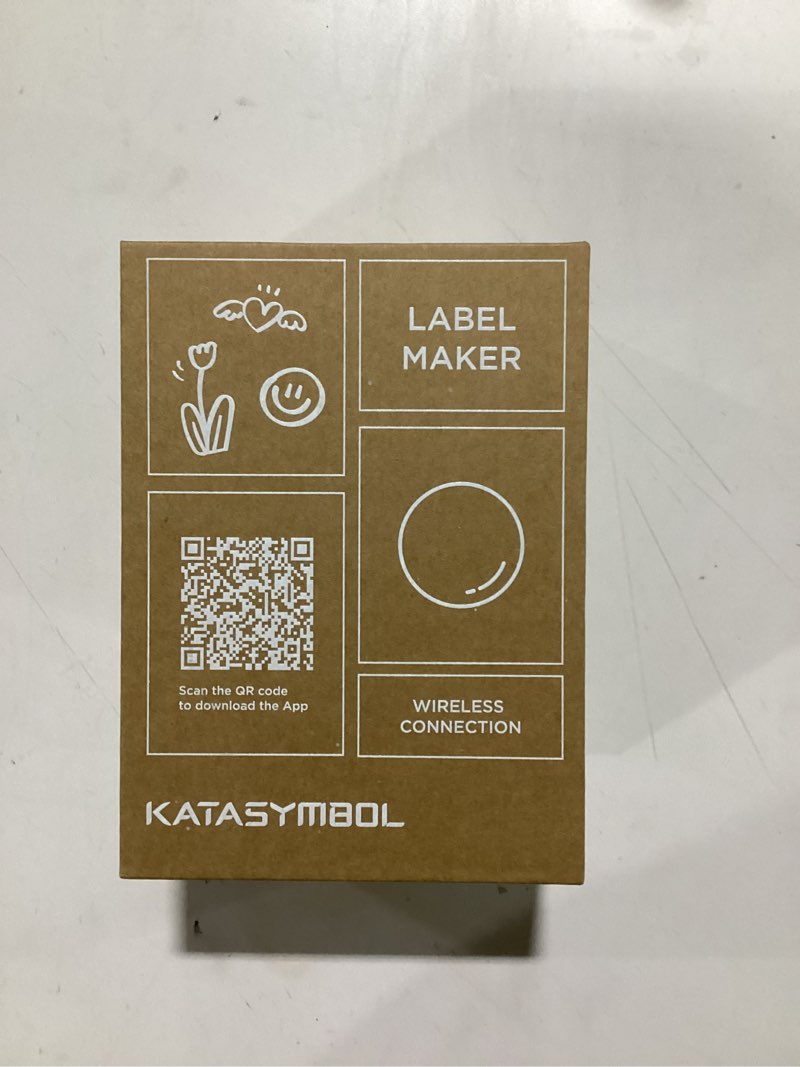 LABEL
MAKER
Scan the QR code
to download the App
WIRELESS
CONNECTION
KATASYMBOL